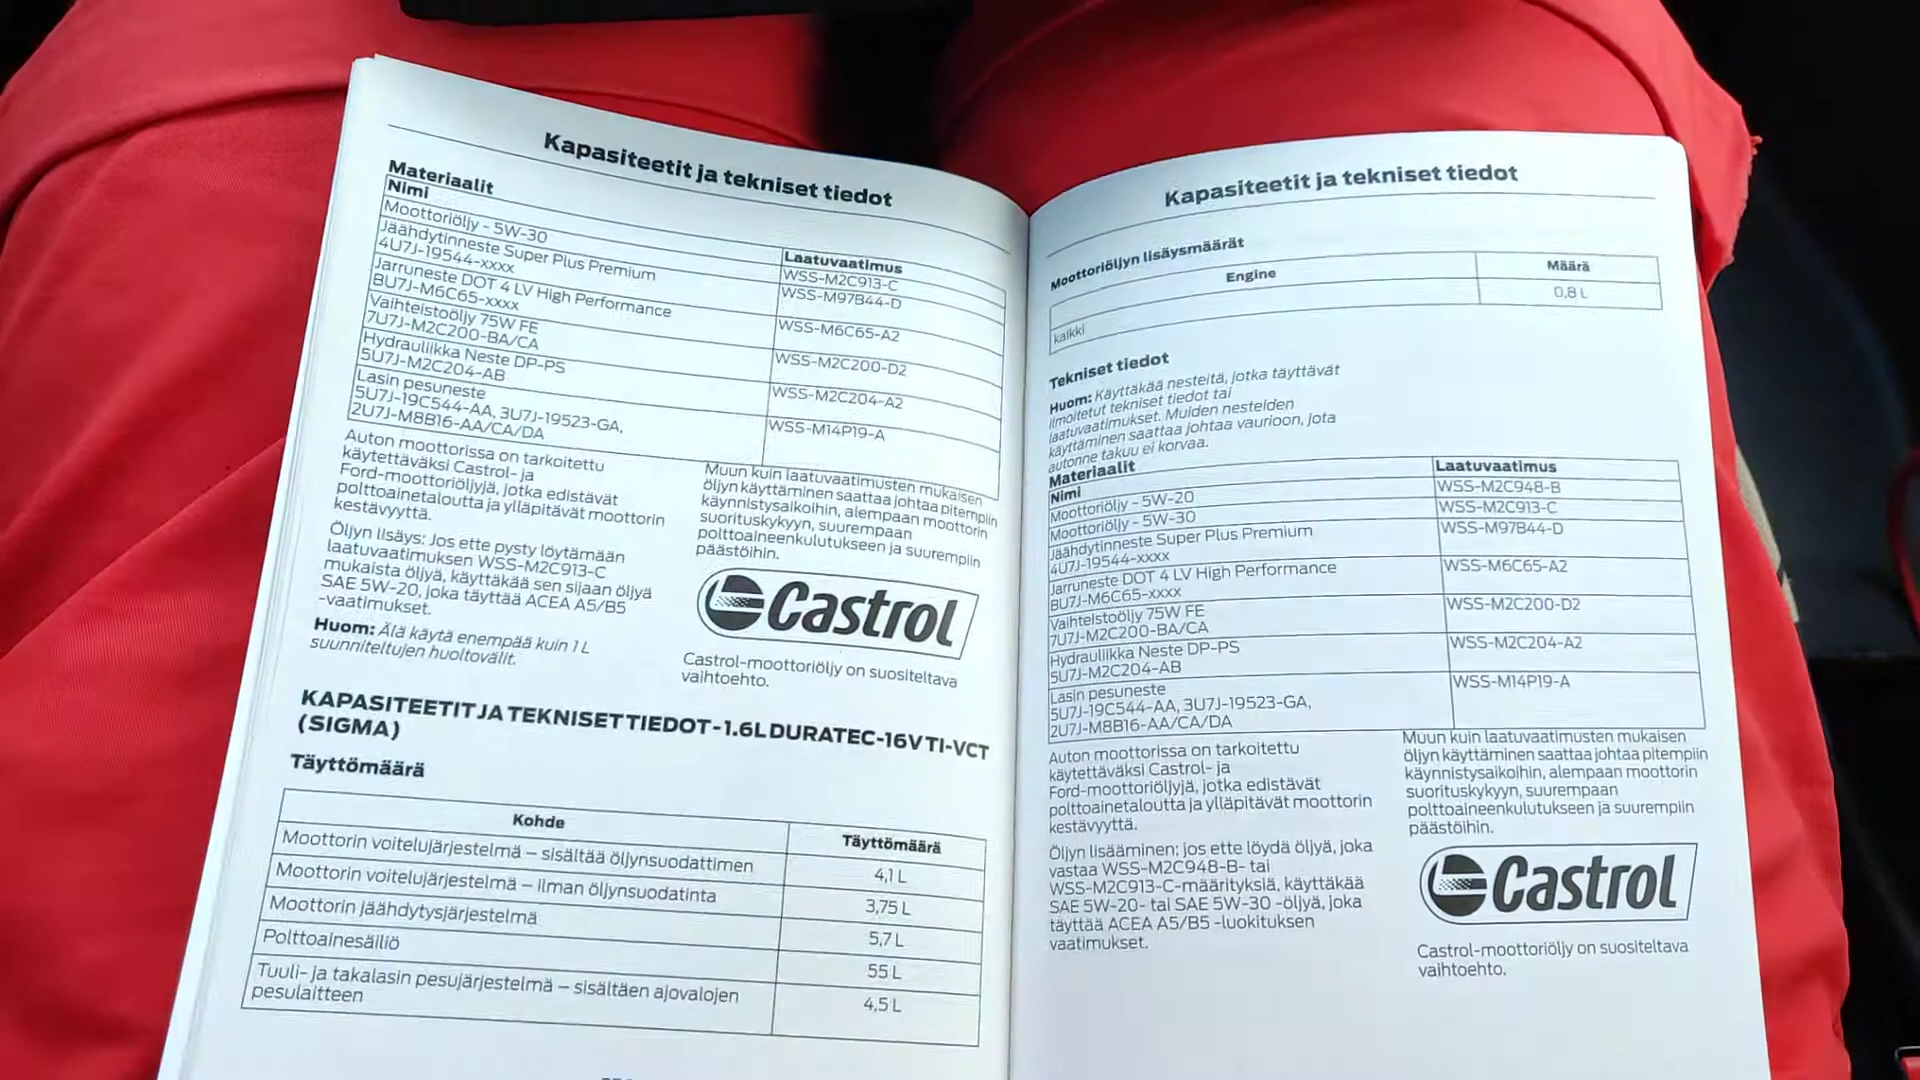 Kapasiteetit ja tekniset tiedot
Materiaalit
Nimi
Laatuvaatimus
Moottoriöljy - 5W-30
WSS-M2C913-C
Jäähdytinneste Super Plus Premium
4U7J-19544-xxxx
WSS-M97B44-D
Jarruneste DOT 4 LV High Performance
BU7J-M6C65-xxxx
WSS-M6C65-A2
Vaihteistoöljy 75W FE
7U7J-M2C200-BA/CA
WSS-M2C200-D2
Hydrauliikka Neste DP-PS
5U7J-M2C204-AB
WSS-M2C204-A2
Lasin pesuneste
5U7J-19C544-AA, 3U7J-19523-GA,
2U7J-M8B16-AA/CA/DA
WSS-M14P19-A
Auton moottorissa on tarkoitettu
käytettäväksi Castrol- ja
Ford-moottoriöljyjä, jotka edistävät
polttoainetaloutta ja ylläpitävät moottorin
kestävyyttä.
Öljyn lisäys: Jos ette pysty löytämään
laatuvaatimuksen WSS-M2C913-C
mukaista öljyä, käyttäkää sen sijaan öljyä
SAE 5W-20, joka täyttää ACEA A5/B5
-vaatimukset.
Huom: Älä käytä enempää kuin 1 L
suunniteltujen huoltovälit.
Muun kuin laatuvaatimusten mukaisen
öljyn käyttäminen saattaa johtaa pitempiin
käynnistysaikoihin, alempaan moottorin
suorituskykyyn, suurempaan
polttoaineenkulutukseen ja suurempiin
päästöihin.
Castrol
Castrol-moottoriöljy on suositeltava
vaihtoehto.
KAPASITEETIT JA TEKNISET TIEDOT - 1.6L DURATEC-16V TI-VCT
(SIGMA)
Täyttömäärä
Kohde
Täyttömäärä
Moottorin voitelujärjestelmä – sisältää öljynsuodattimen
4,1 L
Moottorin voitelujärjestelmä – ilman öljynsuodatinta
3,75 L
Moottorin jäähdytysjärjestelmä
5,7 L
Polttoainesäiliö
55 L
Tuuli- ja takalasin pesujärjestelmä – sisältäen ajovalojen
pesulaitteen
4,5 L
Kapasiteetit ja tekniset tiedot
Moottoriöljyn lisäysmäärät
Engine
Määrä
kaikki
0,8 L
Tekniset tiedot
Huom: Käyttäkää nesteitä, jotka täyttävät
ilmoitetut tekniset tiedot tai
laatuvaatimukset. Muiden nesteiden
käyttäminen saattaa johtaa vaurioon, jota
autonne takuu ei korvaa.
Materiaalit
Nimi
Laatuvaatimus
Moottoriöljy - 5W-20
WSS-M2C948-B
Moottoriöljy - 5W-30
WSS-M2C913-C
Jäähdytinneste Super Plus Premium
4U7J-19544-xxxx
WSS-M97B44-D
Jarruneste DOT 4 LV High Performance
BU7J-M6C65-xxxx
WSS-M6C65-A2
Vaihteistoöljy 75W FE
7U7J-M2C200-BA/CA
WSS-M2C200-D2
Hydrauliikka Neste DP-PS
5U7J-M2C204-AB
WSS-M2C204-A2
Lasin pesuneste
5U7J-19C544-AA, 3U7J-19523-GA,
2U7J-M8B16-AA/CA/DA
WSS-M14P19-A
Auton moottorissa on tarkoitettu
käytettäväksi Castrol- ja
Ford-moottoriöljyjä, jotka edistävät
polttoainetaloutta ja ylläpitävät moottorin
kestävyyttä.
Öljyn lisääminen: jos ette löydä öljyä, joka
vastaa WSS-M2C948-B- tai
WSS-M2C913-C-määrityksiä, käyttäkää
SAE 5W-20- tai SAE 5W-30 -öljyä, joka
täyttää ACEA A5/B5 -luokituksen
vaatimukset.
Muun kuin laatuvaatimusten mukaisen
öljyn käyttäminen saattaa johtaa pitempiin
käynnistysaikoihin, alempaan moottorin
suorituskykyyn, suurempaan
polttoaineenkulutukseen ja suurempiin
päästöihin.
Castrol
Castrol-moottoriöljy on suositeltava
vaihtoehto.